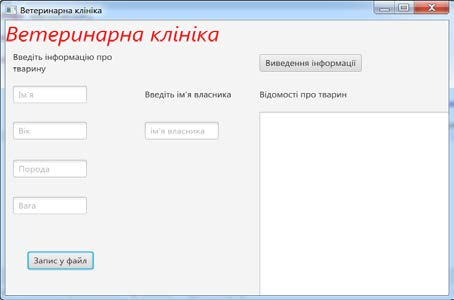 Ветеринарна клініка
Ветеринарна клініка
Введіть інформацію про
тварину
Виведення інформації
Ім'я
Введіть ім'я власника
Відомості про тварин
Вік
ім'я власника
Порода
Вага
Запис у файл